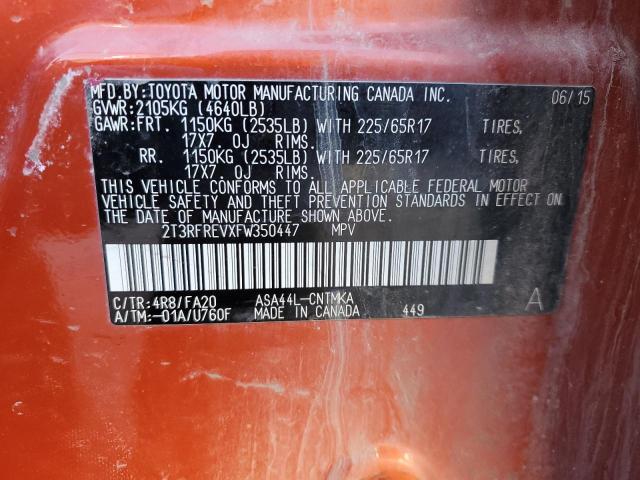 MFD.BY:TOYOTA MOTOR MANUFACTURING CANADA INC. 06/15
GVWR:2105KG (4640LB)
GAWR:FRT. 1150KG (2535LB) WITH 225/65R17 TIRES,
17X7. 0J RIMS.
RR. 1150KG (2535LB) WITH 225/65R17 TIRES,
17X7. 0J RIMS.
THIS VEHICLE CONFORMS TO ALL APPLICABLE FEDERAL MOTOR
VEHICLE SAFETY AND THEFT PREVENTION STANDARDS IN EFFECT ON
THE DATE OF MANUFACTURE SHOWN ABOVE.
2T3RFREVXFW350447 MPV
C/TR:4R8/FA20 ASA44L-CNTMKA A
A/TM:-01A/U760F MADE IN CANADA 449